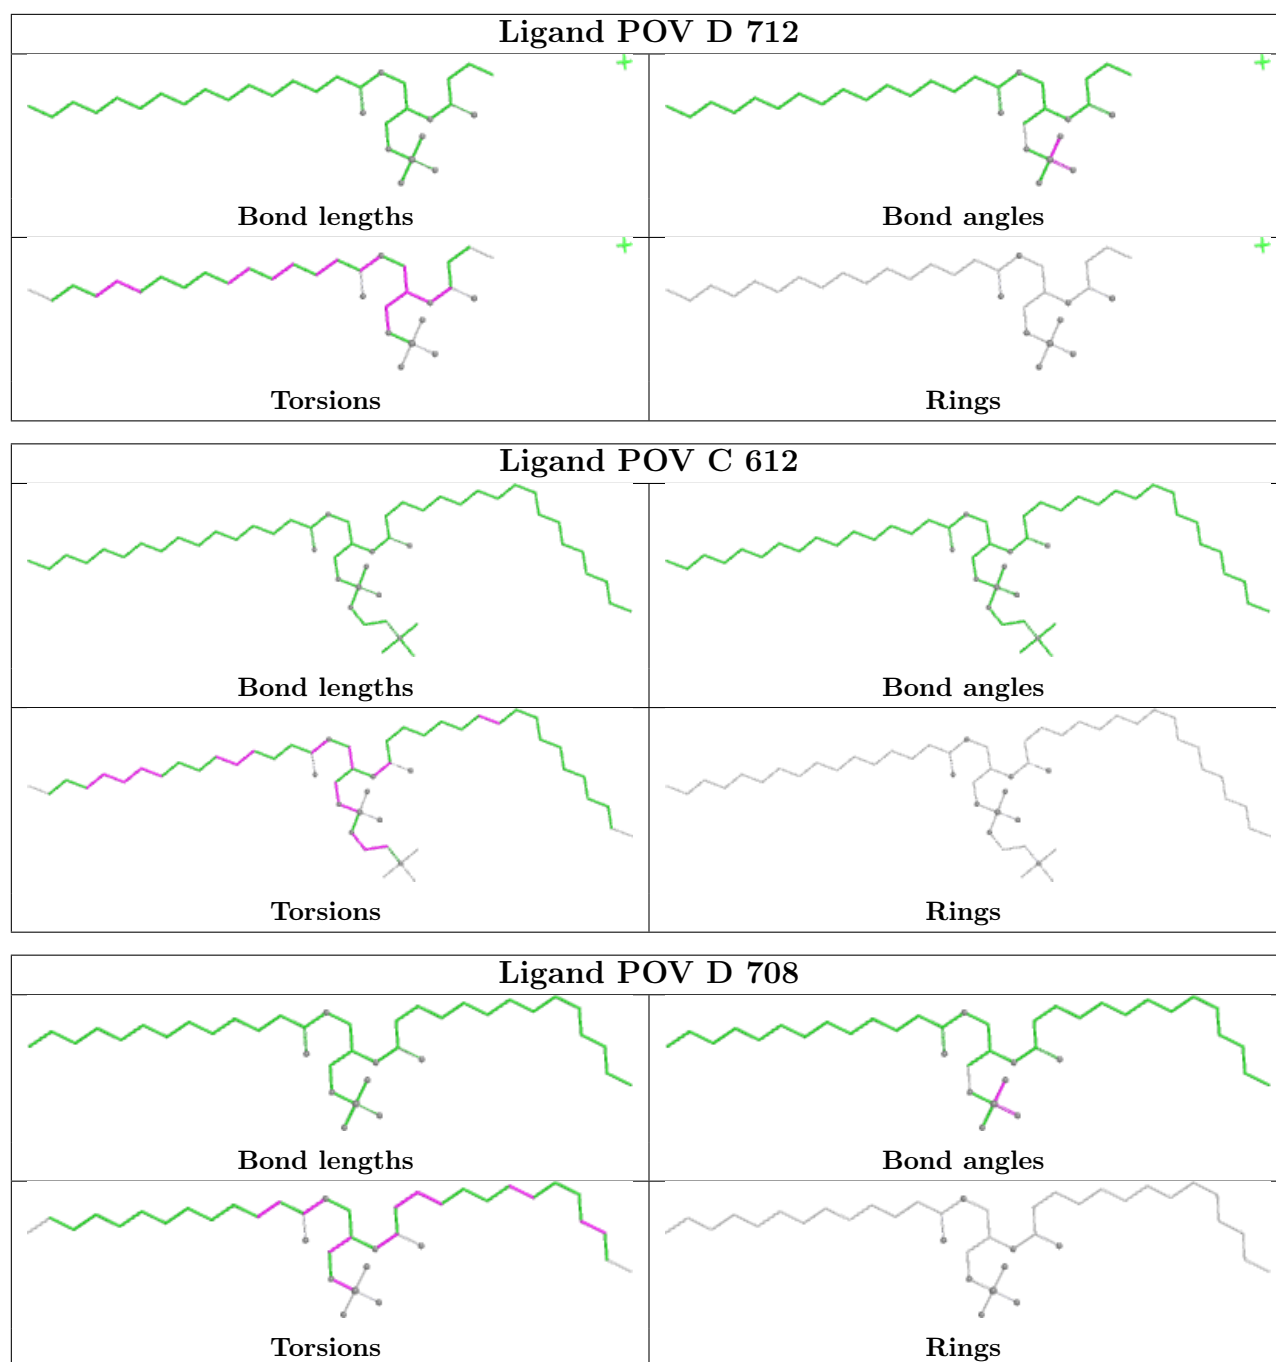 Ligand POV D 712
Bond lengths
Bond angles
Torsions
Rings
Ligand POV C 612
Bond lengths
Bond angles
Torsions
Rings
Ligand POV D 708
Bond lengths
Bond angles
Torsions
Rings